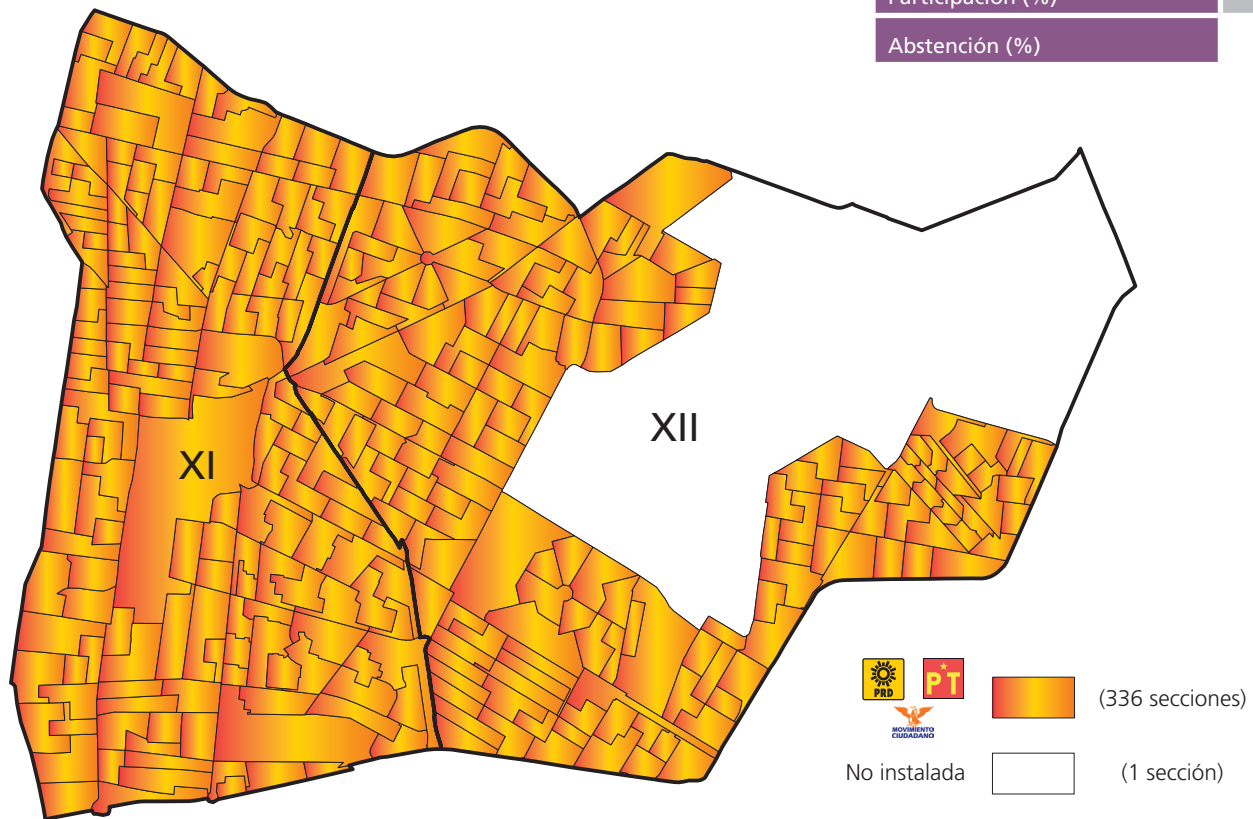 Participación (%)
Abstención (%)
XII
XI
PRD
PT
(336 secciones)
MOVIMIENTO
CIUDADANO
No instalada
(1 sección)